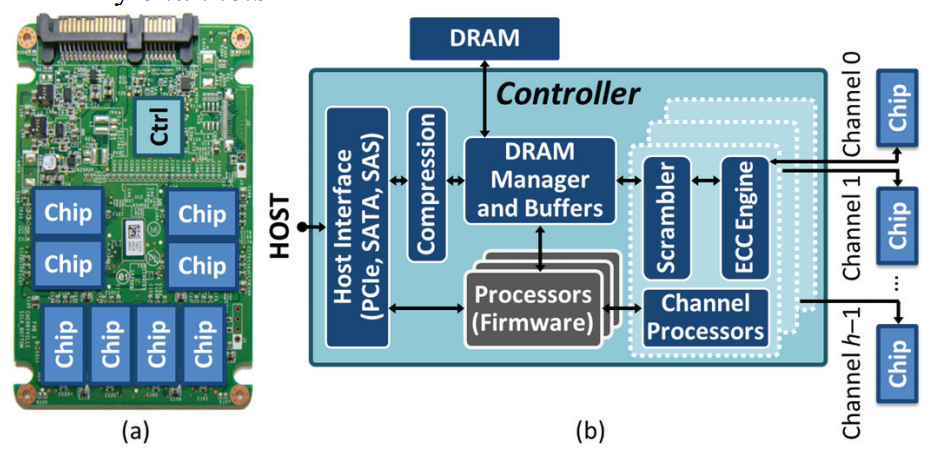 Ctrl
Chip
Chip
Chip
Chip
Chip
Chip
Chip
Chip
(a)
DRAM
Controller
HOST
Host Interface
(PCIe, SATA, SAS)
Compression
DRAM
Manager
and Buffers
Processors
(Firmware)
Scrambler
ECC Engine
Channel
Processors
Channel 0
Chip
Channel 1
Chip
...
Channel h–1
Chip
(b)